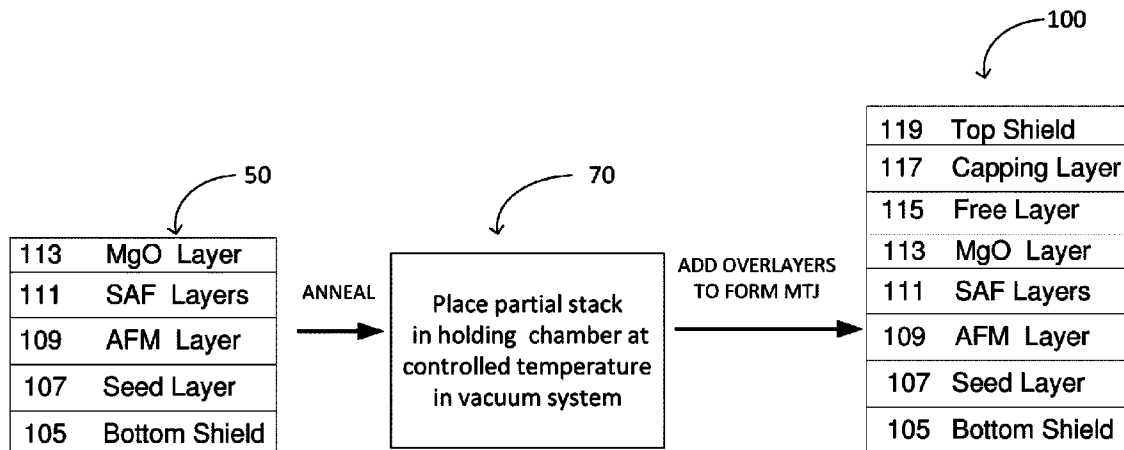 50
113 MgO Layer
111 SAF Layers
109 AFM Layer
107 Seed Layer
105 Bottom Shield
ANNEAL
70
Place partial stack
in holding chamber at
controlled temperature
in vacuum system
ADD OVERLAYERS
TO FORM MTJ
100
119 Top Shield
117 Capping Layer
115 Free Layer
113 MgO Layer
111 SAF Layers
109 AFM Layer
107 Seed Layer
105 Bottom Shield